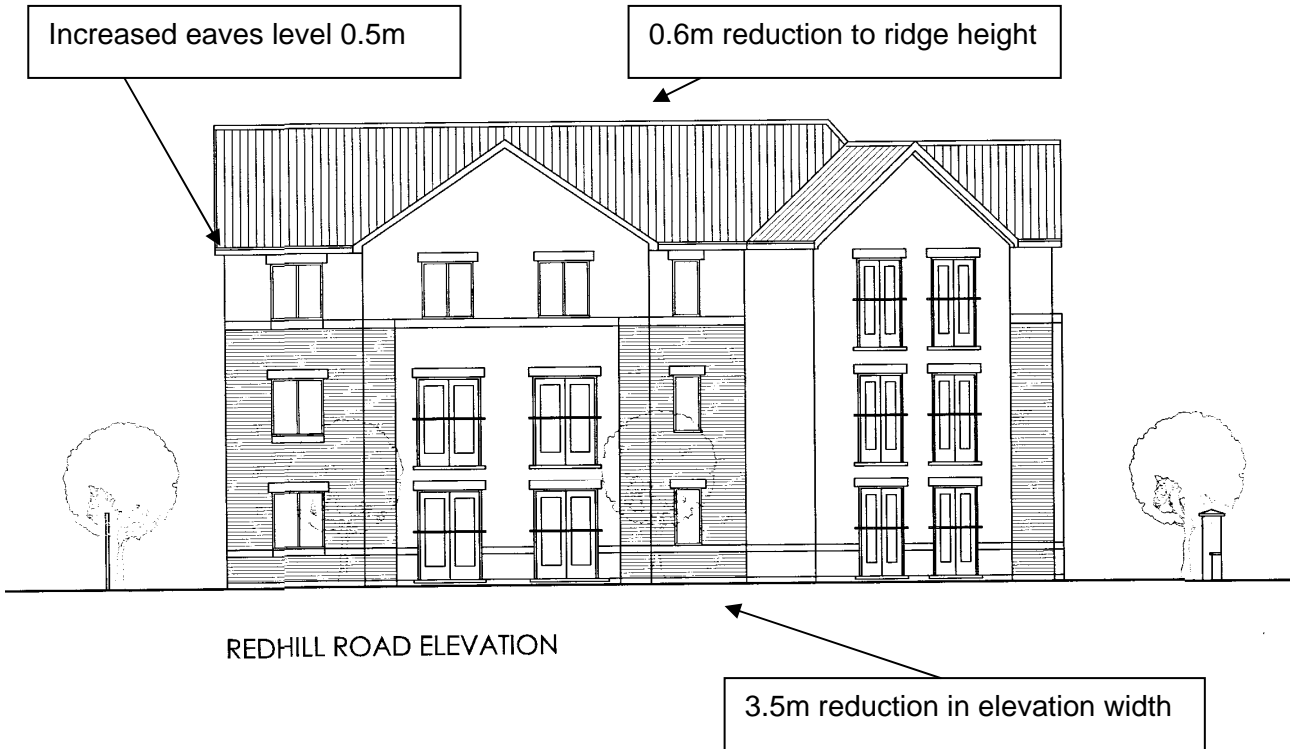 Increased eaves level 0.5m
0.6m reduction to ridge height
REDHILL ROAD ELEVATION
3.5m reduction in elevation width